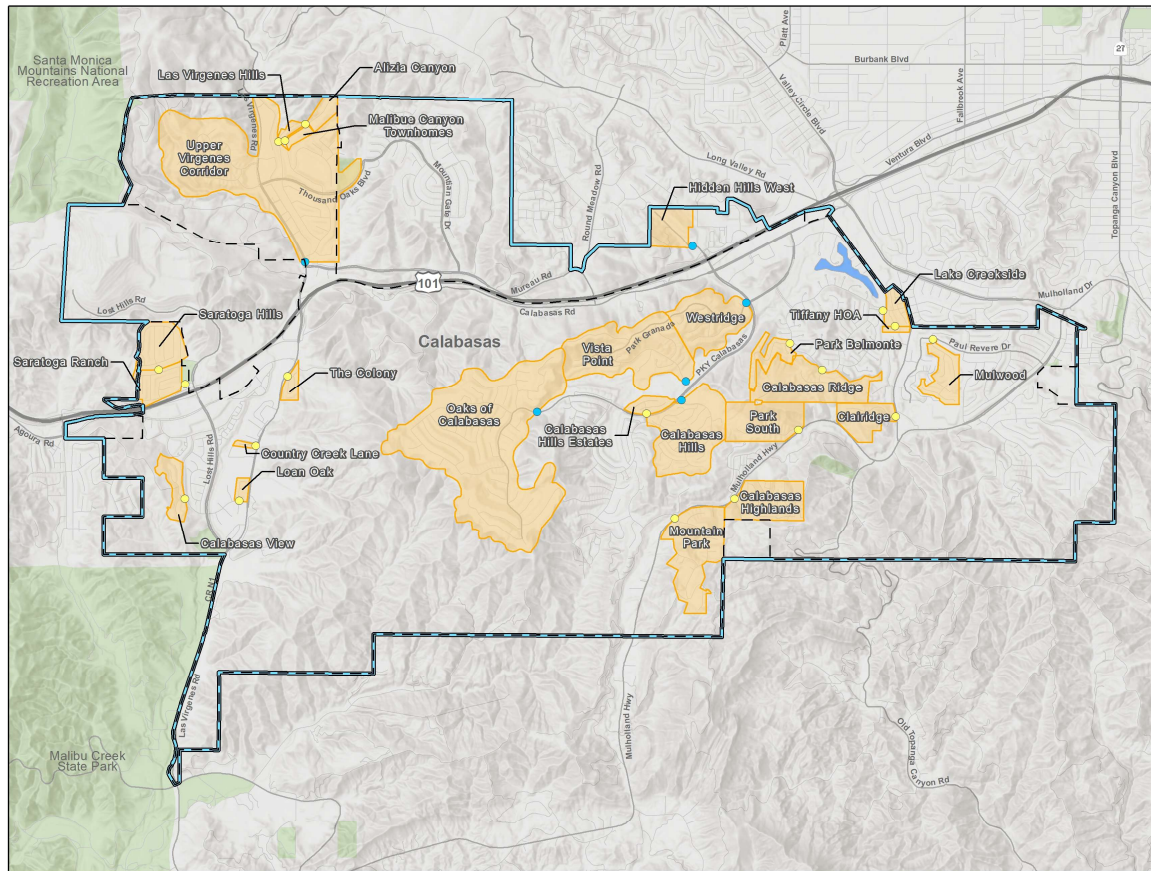 Platt Ave
27
Burbank Blvd
Santa Monica
Mountains National
Recreation Area
Alizia Canyon
Las Virgenes Hills
Valley Circle Blvd
Fallbrook Ave
Las Virgenes Rd
Malibue Canyon
Townhomes
Ventura Blvd
Upper
Virgenes
Corridor
Long Valley Rd
Topanga Canyon Blvd
Thousand Oaks Blvd
Mountian Gate Dr
Round Meadow Rd
Hidden Hills West
Lake Creekside
101
Mureau Rd
Mulholland Dr
Lost Hills Rd
Calabasas Rd
Saratoga Hills
Tiffany HOA
Westridge
Park Granada
Calabasas
Park Belmonte
Paul Revere Dr
Vista
Point
Saratoga Ranch
PKY Calabasas
The Colony
Mulwood
Calabasas Ridge
Oaks of
Calabasas
Calabasas
Hills Estates
Park
South
Clairidge
Agoura Rd
Calabasas
Hills
Country Creek Lane
Lost Hills Rd
Mulholland Hwy
Loan Oak
Calabasas
Highlands
Mountain
Park
Calabasas View
CR N1
Las Virgenes Rd
Mulholland Hwy
Old Topanga Canyon Rd
Malibu Creek
State Park